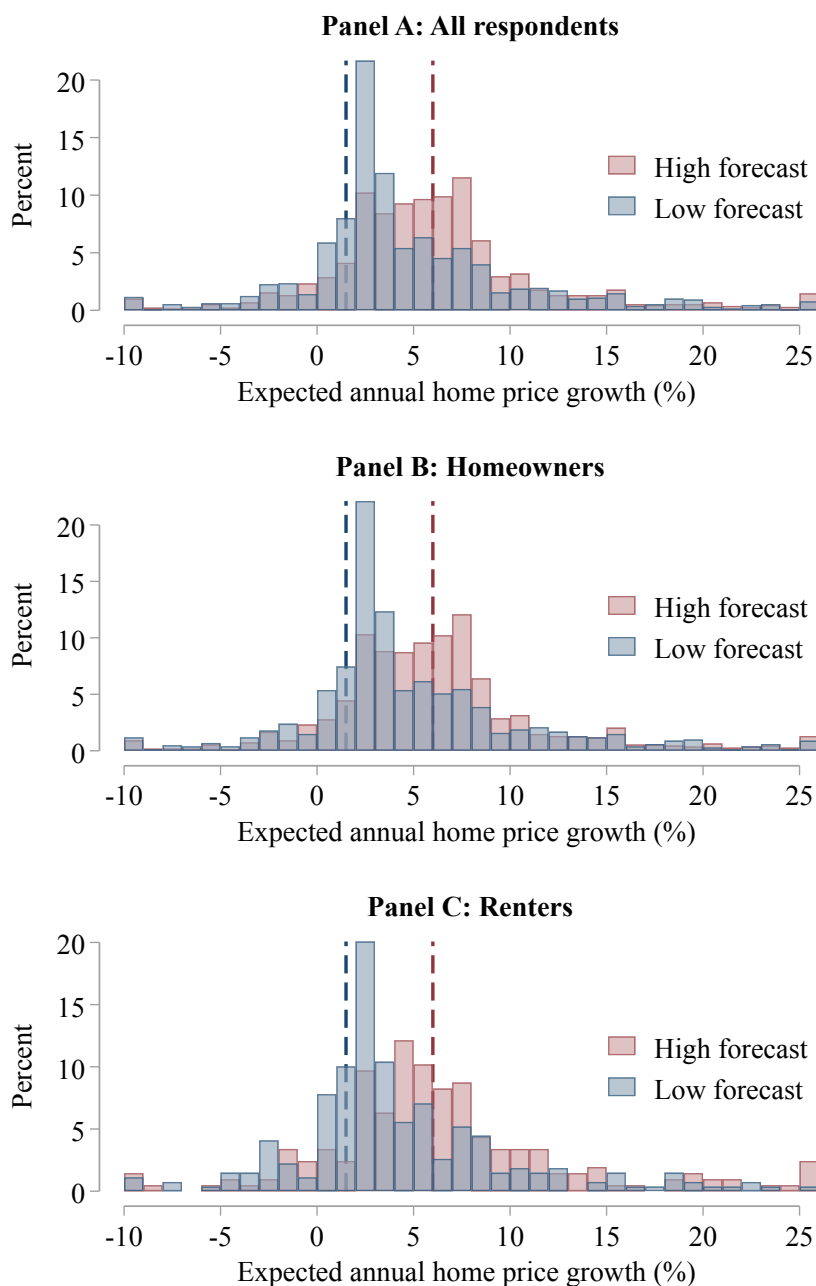 Panel A: All respondents
20
15
10
5
0
Percent
High forecast
Low forecast
-10 -5 0 5 10 15 20 25
Expected annual home price growth (%)
Panel B: Homeowners
20
15
10
5
0
Percent
High forecast
Low forecast
-10 -5 0 5 10 15 20 25
Expected annual home price growth (%)
Panel C: Renters
20
15
10
5
0
Percent
High forecast
Low forecast
-10 -5 0 5 10 15 20 25
Expected annual home price growth (%)